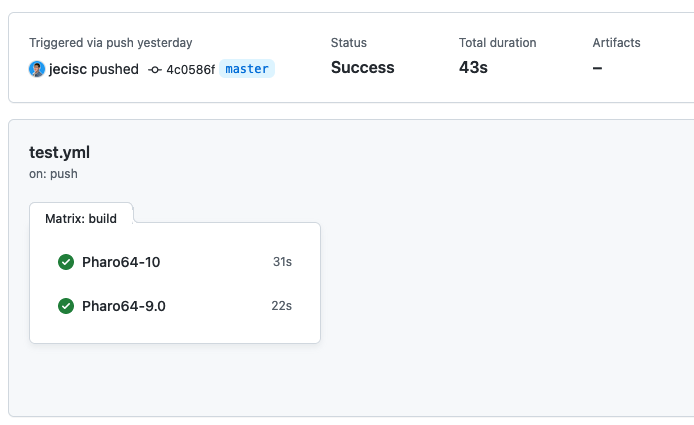 Triggered via push yesterday
jecisc pushed 4c0586f master
Status
Success
Total duration
43s
Artifacts
–
test.yml
on: push
Matrix: build
Pharo64-10 31s
Pharo64-9.0 22s